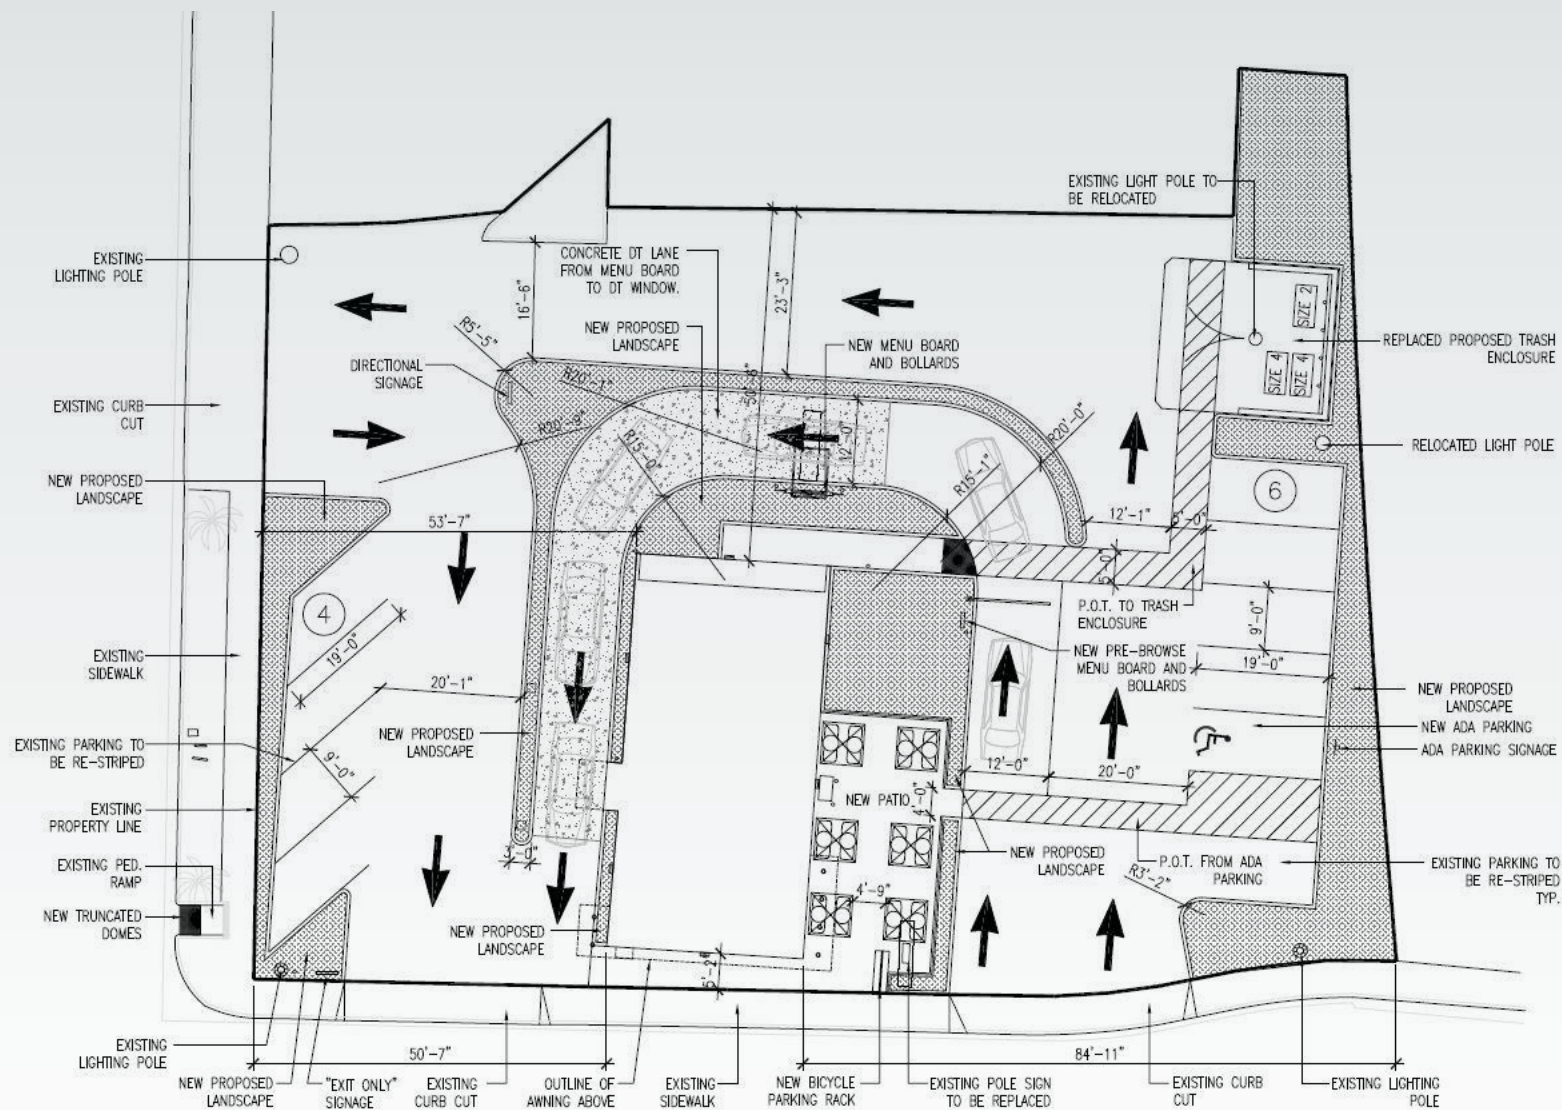 EXISTING LIGHT POLE TO
BE RELOCATED
EXISTING
LIGHTING POLE
CONCRETE DT LANE
FROM MENU BOARD
TO DT WINDOW.
16'-6"
23'-3"
SIZE 2
SIZE 4
SIZE 4
R5'-5"
NEW PROPOSED
LANDSCAPE
NEW MENU BOARD
AND BOLLARDS
REPLACED PROPOSED TRASH
ENCLOSURE
DIRECTIONAL
SIGNAGE
R20'-1"
50'-6"
EXISTING CURB
CUT
R20'-9"
12'-0"
R20'-0"
RELOCATED LIGHT POLE
R15'-0"
R15'-1"
NEW PROPOSED
LANDSCAPE
6
53'-7"
12'-1"
5'-0"
5'-0"
4
P.O.T. TO TRASH
ENCLOSURE
9'-0"
19'-0"
EXISTING
SIDEWALK
NEW PRE-BROWSE
MENU BOARD AND
BOLLARDS
19'-0"
20'-1"
NEW PROPOSED
LANDSCAPE
NEW ADA PARKING
ADA PARKING SIGNAGE
NEW PROPOSED
LANDSCAPE
EXISTING PARKING TO
BE RE-STRIPED
9'-0"
12'-0"
20'-0"
NEW PATIO
4'-0"
EXISTING
PROPERTY LINE
3'-0"
NEW PROPOSED
LANDSCAPE
P.O.T. FROM ADA
PARKING
EXISTING PARKING TO
BE RE-STRIPED
TYP.
EXISTING PED.
RAMP
R3'-2"
4'-9"
NEW TRUNCATED
DOMES
NEW PROPOSED
LANDSCAPE
5'-2"
50'-7"
84'-11"
EXISTING
LIGHTING POLE
NEW PROPOSED
LANDSCAPE
"EXIT ONLY"
SIGNAGE
EXISTING
CURB CUT
OUTLINE OF
AWNING ABOVE
EXISTING
SIDEWALK
NEW BICYCLE
PARKING RACK
EXISTING POLE SIGN
TO BE REPLACED
EXISTING CURB
CUT
EXISTING LIGHTING
POLE